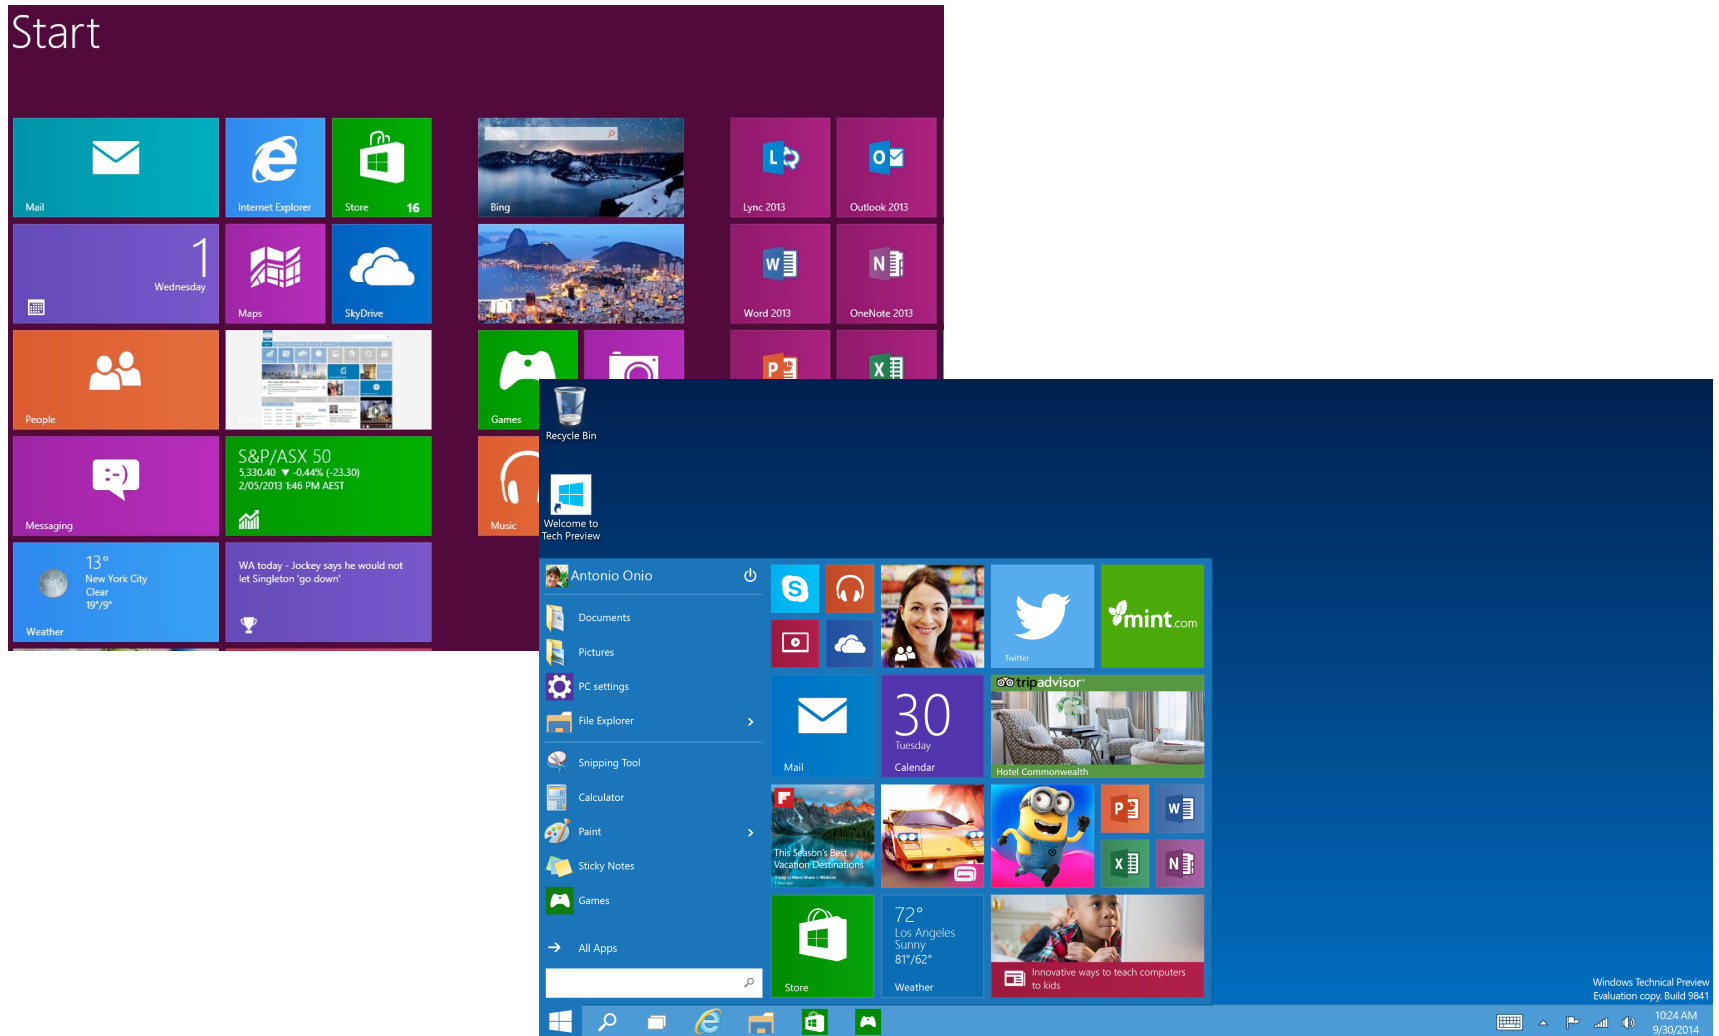 Start
Mail
Internet Explorer
Store 16
Bing
Lync 2013
Outlook 2013
1
Wednesday
Maps
SkyDrive
Word 2013
OneNote 2013
People
Games
Messaging
S&P/ASX 50
5,330.40 ▼ -0.44% (-23.30)
2/05/2013 1:46 PM AEST
Music
13°
New York City
Clear
19°/9°
Weather
WA today - Jockey says he would not
let Singleton 'go down'
Recycle Bin
Welcome to
Tech Preview
Antonio Onio
Documents
Pictures
PC settings
File Explorer
Snipping Tool
Calculator
Paint
Sticky Notes
Games
All Apps
Twitter
mint.com
Mail
30
Tuesday
Calendar
tripadvisor
Hotel Commonwealth
This Season's Best
Vacation Destinations
Store
72°
Los Angeles
Sunny
81°/62°
Weather
Innovative ways to teach computers
to kids
Windows Technical Preview
Evaluation copy. Build 9841
10:24 AM
9/30/2014